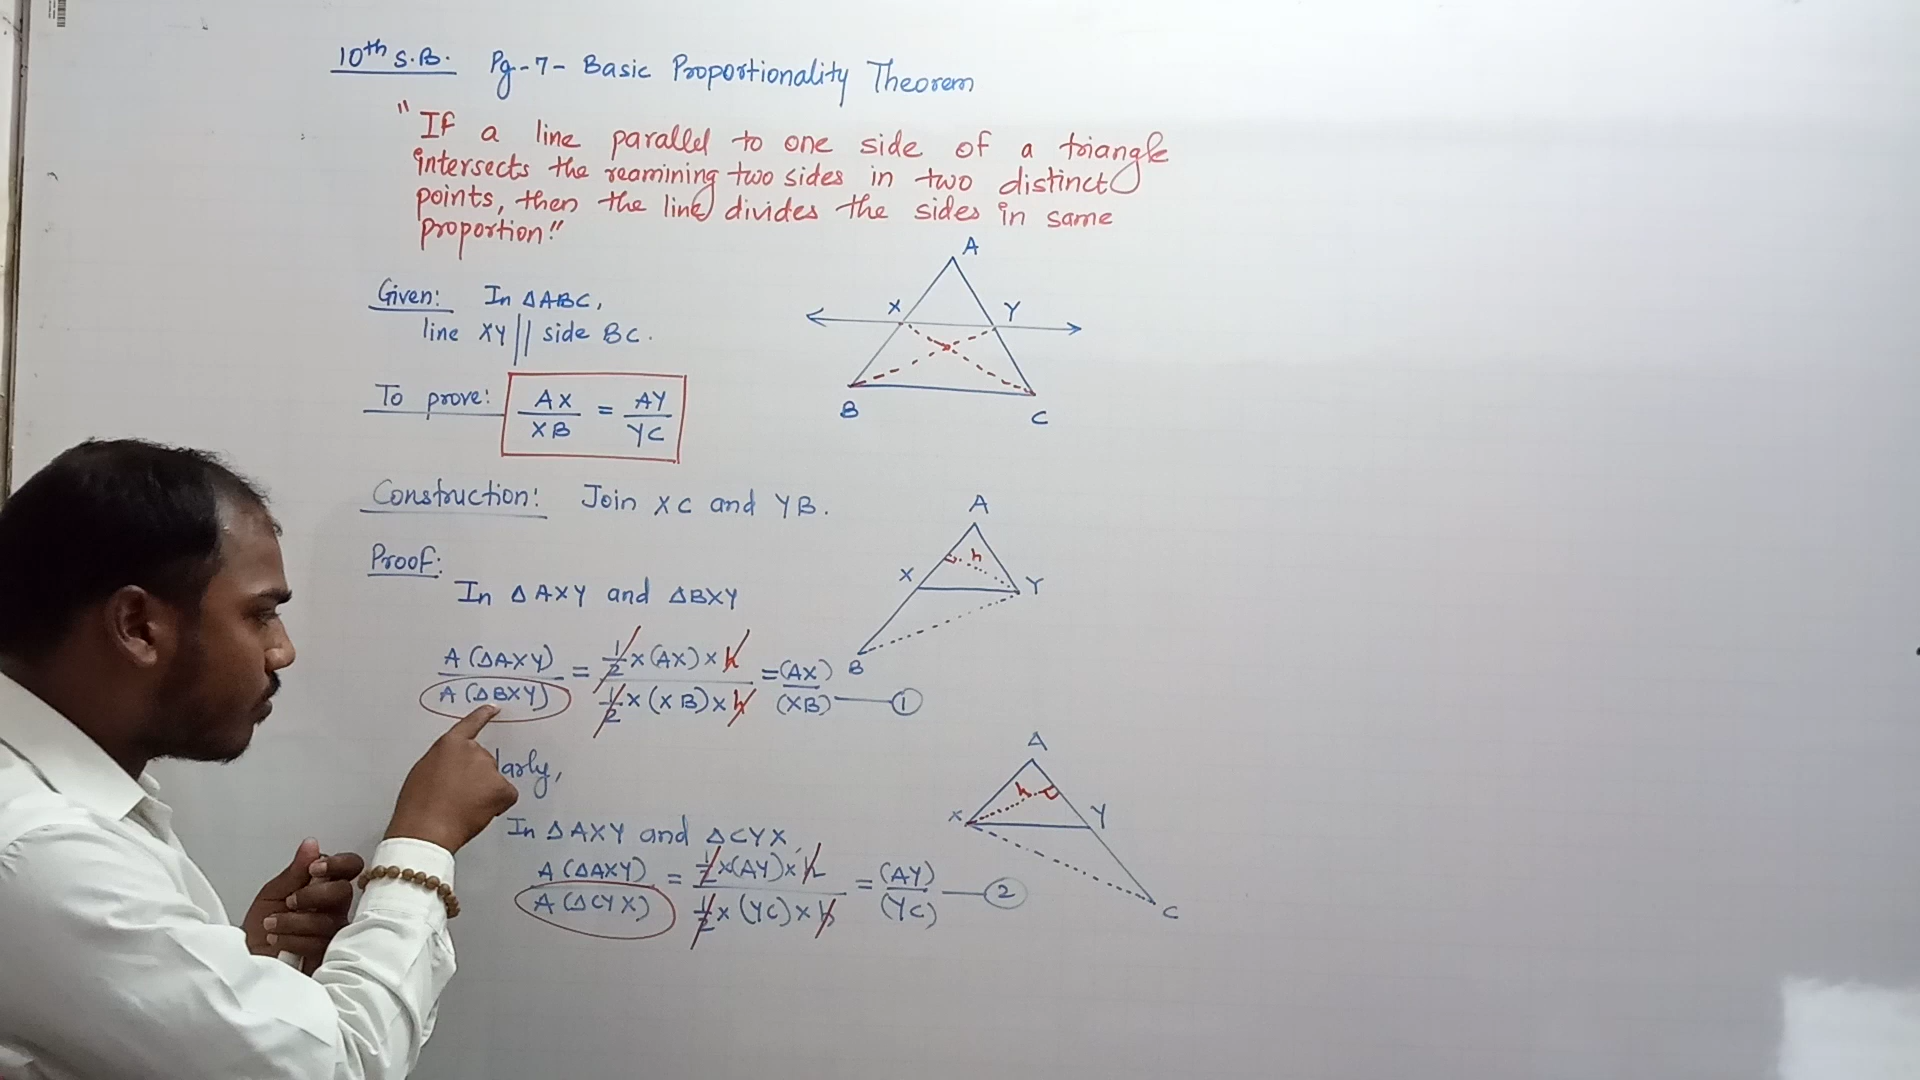 10th S.B. Pg-7- Basic Proportionality Theorem
"If a line parallel to one side of a triangle
intersects the reamining two sides in two distinct
points, then the line divides the sides in same
proportion."
Given: In ΔABC,
line XY || side BC.
To prove: AX/XB = AY/YC
A
X Y
B C
Construction: Join XC and YB.
Proof:
In ΔAXY and ΔBXY
A
h
X Y
B
A(ΔAXY)/A(ΔBXY) = 1/2 x (AX) x h / 1/2 x (XB) x h = (AX)/(XB) — 1
larly,
In ΔAXY and ΔCYX,
A(ΔAXY)/A(ΔCYX) = 1/2 x (AY) x h / 1/2 x (YC) x h = (AY)/(YC) — 2
A
h
X Y
C